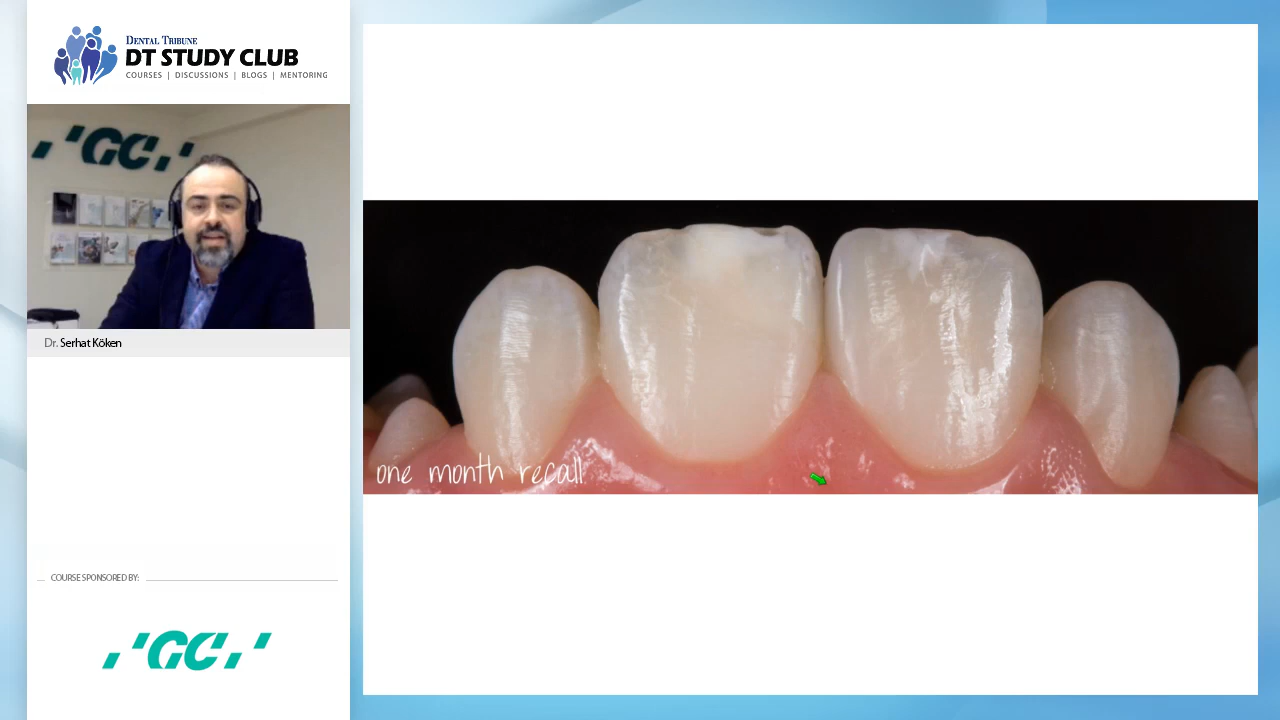 DENTAL TRIBUNE
DT STUDY CLUB
COURSES | DISCUSSIONS | BLOGS | MENTORING
GC
Dr. Serhat Köken
one month recall
COURSE SPONSORED BY:
GC